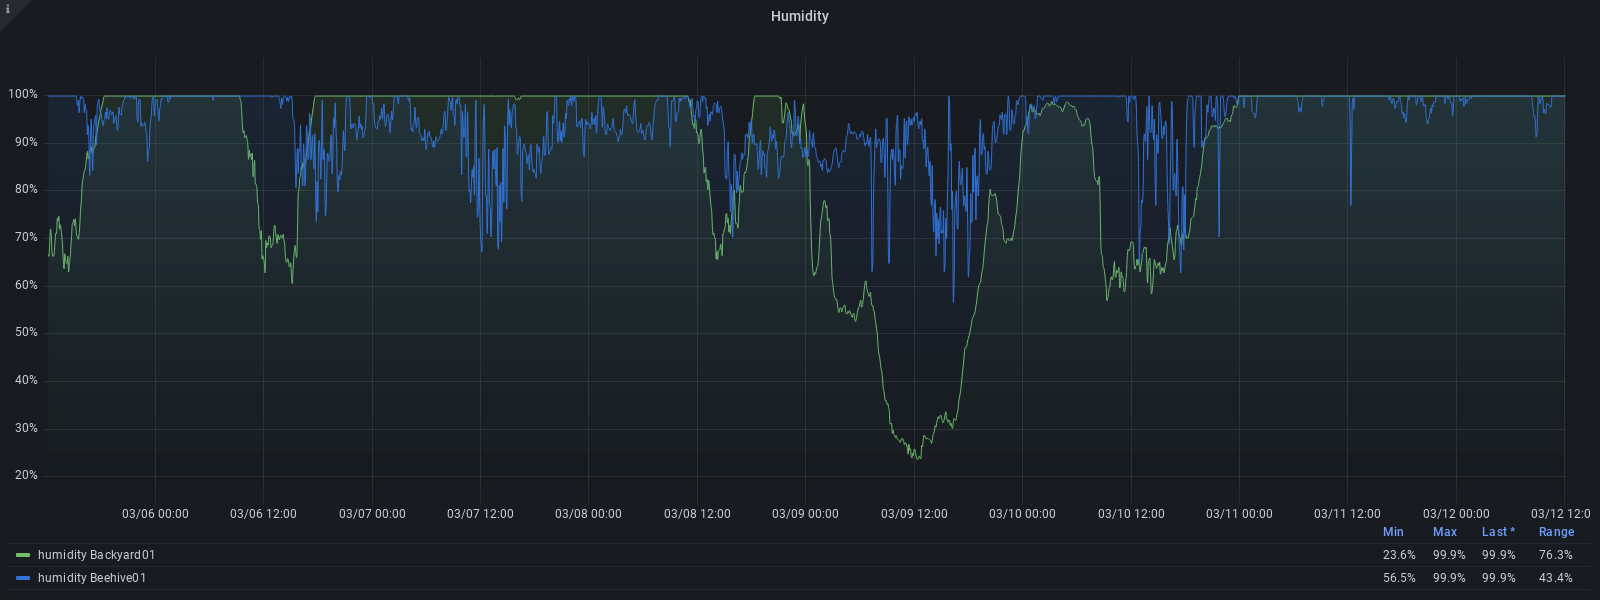 i
Humidity
100%
90%
80%
70%
60%
50%
40%
30%
20%
03/06 00:00 03/06 12:00 03/07 00:00 03/07 12:00 03/08 00:00 03/08 12:00 03/09 00:00 03/09 12:00 03/10 00:00 03/10 12:00 03/11 00:00 03/11 12:00 03/12 00:00 03/12 12:0
Min Max Last * Range
humidity Backyard01 23.6% 99.9% 99.9% 76.3%
humidity Beehive01 56.5% 99.9% 99.9% 43.4%